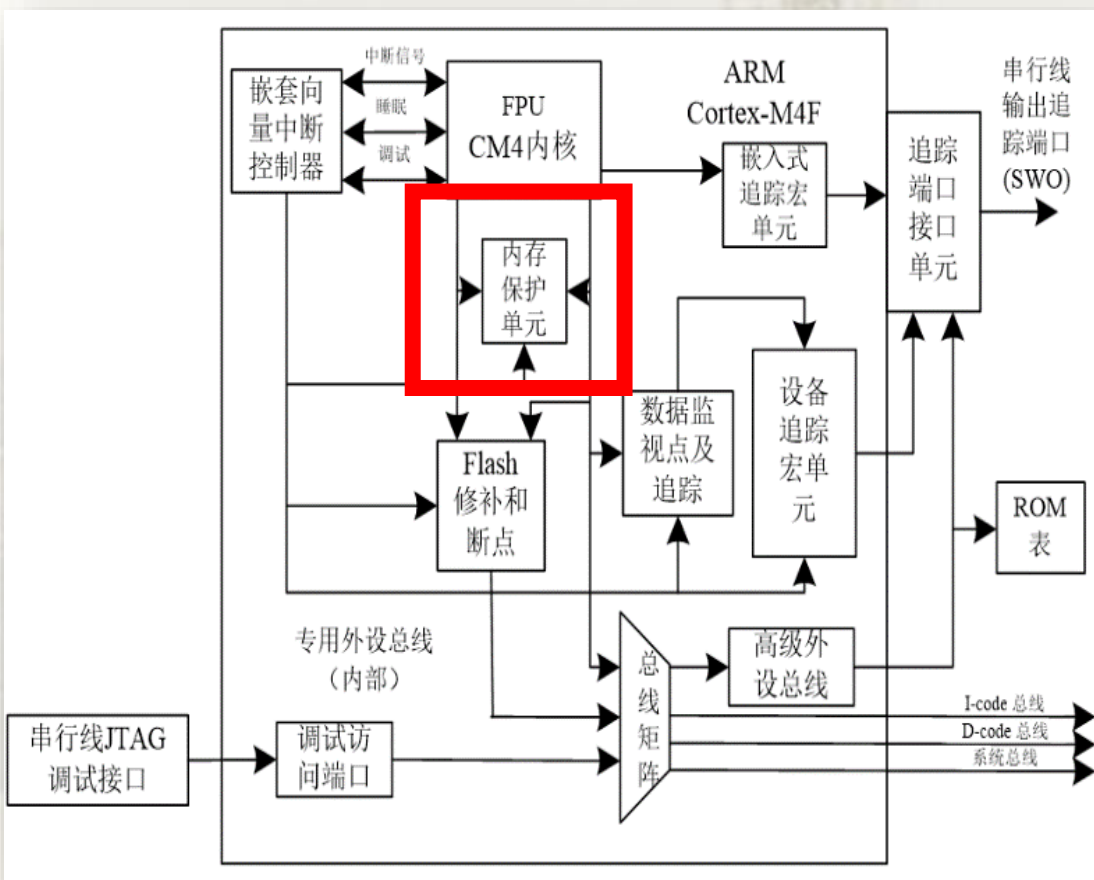 中断信号
睡眠
调试
嵌套向
量中断
控制器
FPU
CM4内核
ARM
Cortex-M4F
嵌入式
追踪宏
单元
追踪
端口
接口
单元
串行线
输出追
踪端口
(SWO)
内存
保护
单元
Flash
修补和
断点
数据监
视点及
追踪
设备
追踪
宏单
元
ROM
表
专用外设总线
（内部）
总
线
矩
阵
高级外
设总线
I-code 总线
D-code 总线
系统总线
串行线JTAG
调试接口
调试访
问端口